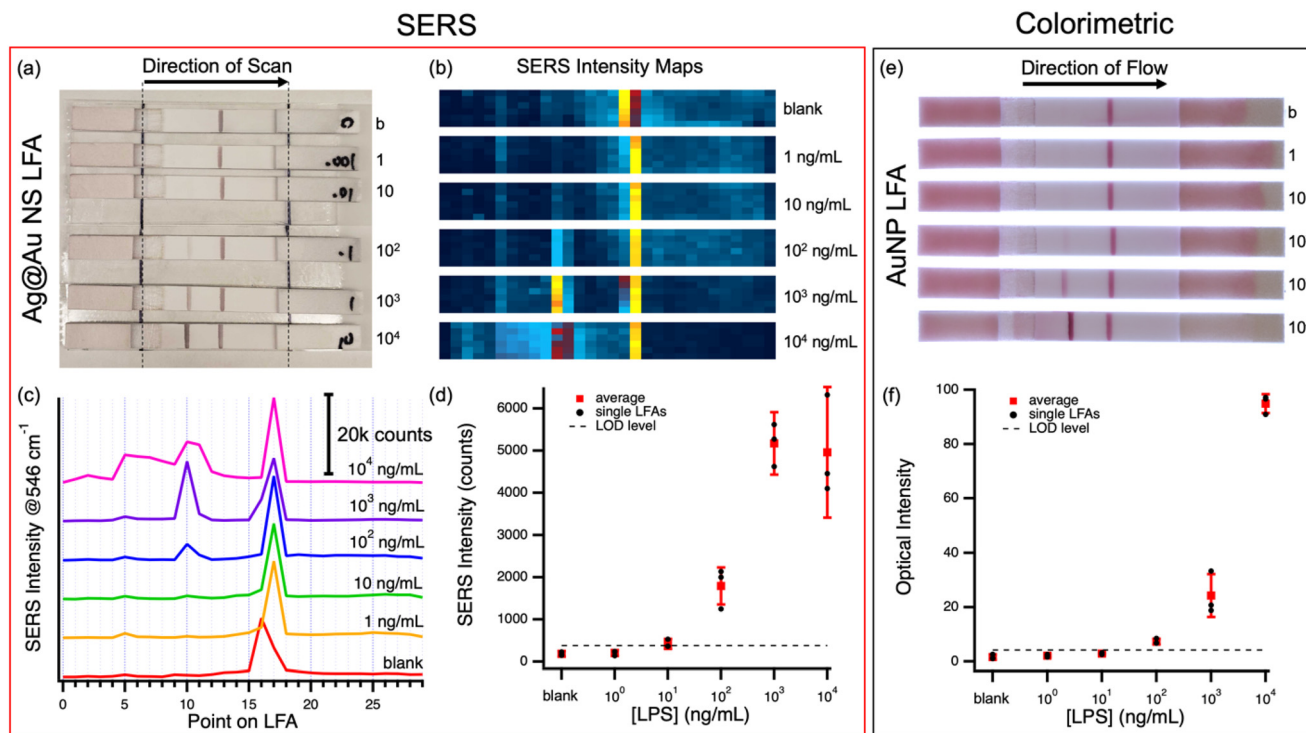 SERS
Colorimetric
(a)
Direction of Scan
Ag@Au NS LFA
b
1
10
10²
10³
10⁴
0
.001
.01
.1
1
10
(b)
SERS Intensity Maps
blank
1 ng/mL
10 ng/mL
10² ng/mL
10³ ng/mL
10⁴ ng/mL
(e)
Direction of Flow
AuNP LFA
b
1
10
10
10
10
(c)
SERS Intensity @546 cm⁻¹
20k counts
10⁴ ng/mL
10³ ng/mL
10² ng/mL
10 ng/mL
1 ng/mL
blank
0 5 10 15 20 25
Point on LFA
(d)
average
single LFAs
LOD level
SERS Intensity (counts)
6000
5000
4000
3000
2000
1000
0
blank 10⁰ 10¹ 10² 10³ 10⁴
[LPS] (ng/mL)
(f)
average
single LFAs
LOD level
Optical Intensity
100
80
60
40
20
0
blank 10⁰ 10¹ 10² 10³ 10⁴
[LPS] (ng/mL)